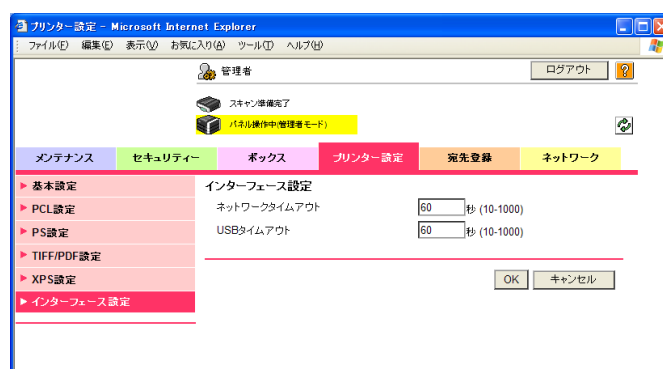 プリンター設定 - Microsoft Internet Explorer
ファイル(F) 編集(E) 表示(V) お気に入り(A) ツール(T) ヘルプ(H)
管理者 ログアウト ?
スキャン準備完了
パネル操作中(管理者モード)
メンテナンス セキュリティー ボックス プリンター設定 宛先登録 ネットワーク
基本設定
PCL設定
PS設定
TIFF/PDF設定
XPS設定
インターフェース設定
インターフェース設定
ネットワークタイムアウト 60 秒 (10-1000)
USBタイムアウト 60 秒 (10-1000)
OK キャンセル